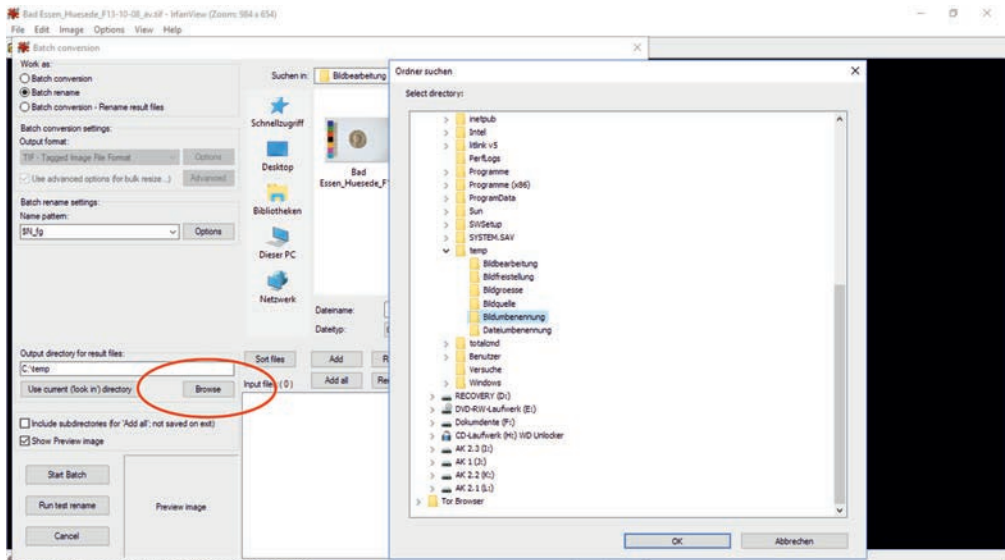 Bad Essen_Huesede_F13-10-08_av.tif - IrfanView (Zoom: 984 x 654)
File Edit Image Options View Help
Batch conversion
Work as:
Batch conversion
Batch rename
Batch conversion - Rename result files
Batch conversion settings:
Output format:
TIF - Tagged Image File Format
Options
Use advanced options (for bulk resize...)
Advanced
Batch rename settings:
Name pattern:
$N_fg
Options
Output directory for result files:
C:\temp
Use current ('look in') directory
Browse
Include subdirectories (for 'Add all'; not saved on exit)
Show Preview image
Start Batch
Run test rename
Cancel
Preview image
Suchen in:
Bildbearbeitung
Schnellzugriff
Desktop
Bibliotheken
Dieser PC
Netzwerk
Bad
Essen_Huesede_F
Dateiname:
Dateityp:
Sort files
Add
Add all
Input files: ( 0 )
Ordner suchen
Select directory:
inetpub
Intel
PerfLogs
Programme
Programme (x86)
ProgramData
Sun
SWSetup
SYSTEM.SAV
temp
Bildbearbeitung
Bildfreistellung
Bildgroesse
Bildquelle
Bildumbenennung
Dateiumbenennung
totalcmd
Benutzer
Versuche
Windows
RECOVERY (D:)
DVD-RW-Laufwerk (E:)
Dokumdente (F:)
CD-Laufwerk (H:) WD Unlocker
AK 2.3 (I:)
AK 1 (J:)
AK 2.2 (K:)
AK 2.1 (L:)
Tor Browser
OK
Abbrechen